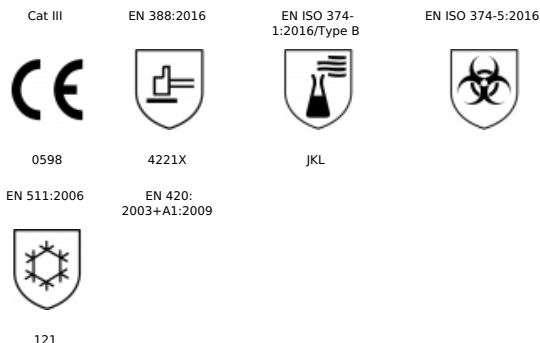 Cat III
EN 388:2016
EN ISO 374-
1:2016/Type B
EN ISO 374-5:2016
CE
0598
4221X
JKL
EN 511:2006
EN 420:
2003+A1:2009
121